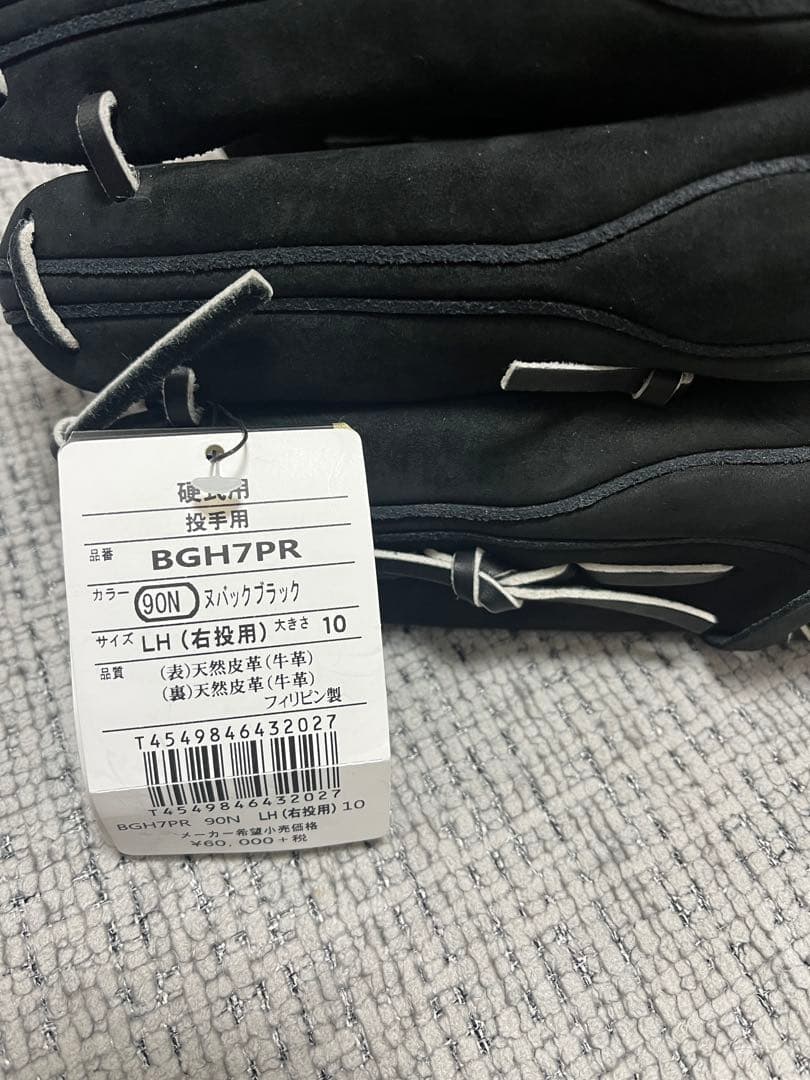 硬式用
投手用
品番 BGH7PR
カラー 90N ヌバックブラック
サイズ LH(右投用) 大きさ 10
品質 (表)天然皮革(牛革)
(裏)天然皮革(牛革)
フィリピン製
T4549846432027
T4549846432027
BGH7PR 90N LH(右投用) 10
メーカー希望小売価格
¥60,000+税